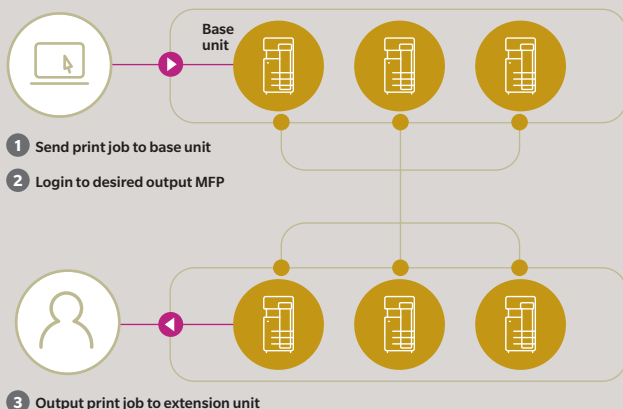 Base
unit
1 Send print job to base unit
2 Login to desired output MFP
3 Output print job to extension unit